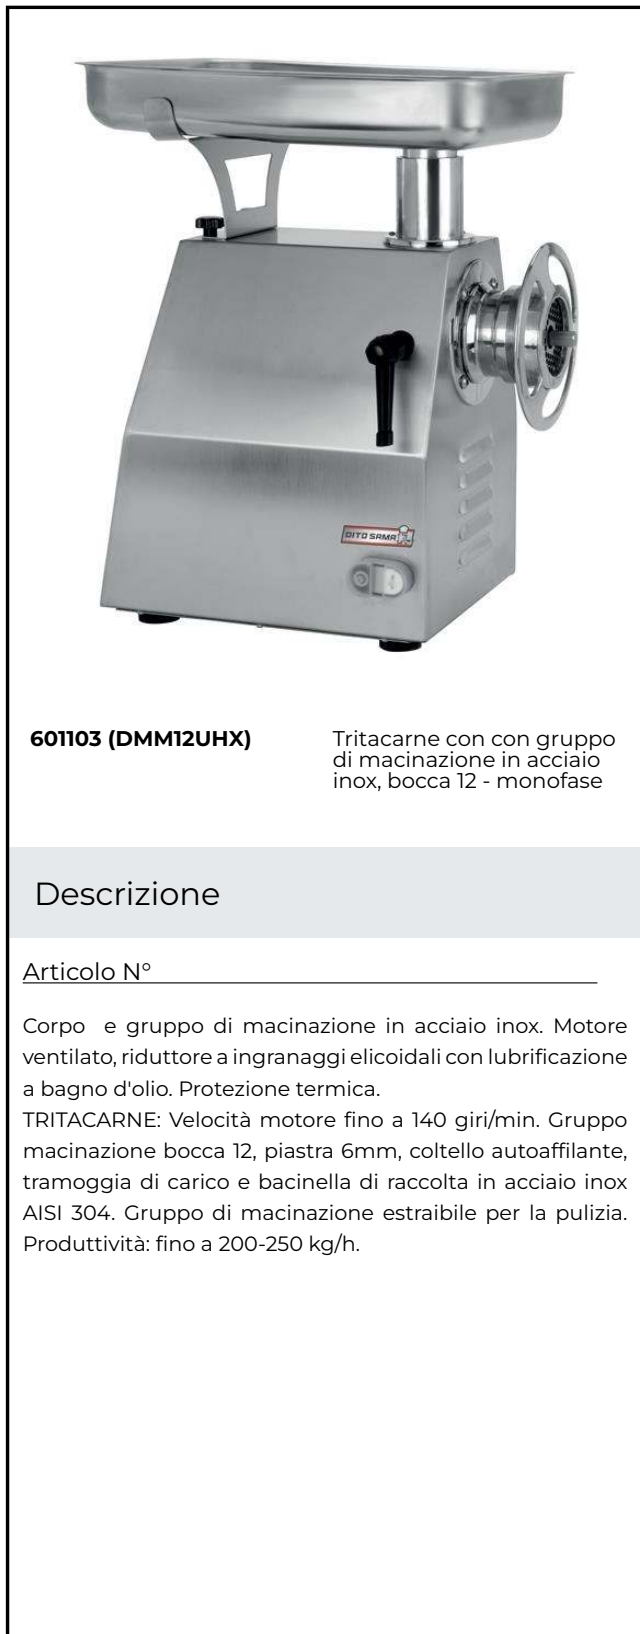 DITO SAMA
601103 (DMM12UHX)
Tritacarne con con gruppo
di macinazione in acciaio
inox, bocca 12 - monofase
Descrizione
Articolo N°
Corpo e gruppo di macinazione in acciaio inox. Motore
ventilato, riduttore a ingranaggi elicoidali con lubrificazione
a bagno d'olio. Protezione termica.
TRITACARNE: Velocità motore fino a 140 giri/min. Gruppo
macinazione bocca 12, piastra 6mm, coltello autoaffilante,
tramoggia di carico e bacinella di raccolta in acciaio inox
AISI 304. Gruppo di macinazione estraibile per la pulizia.
Produttività: fino a 200-250 kg/h.